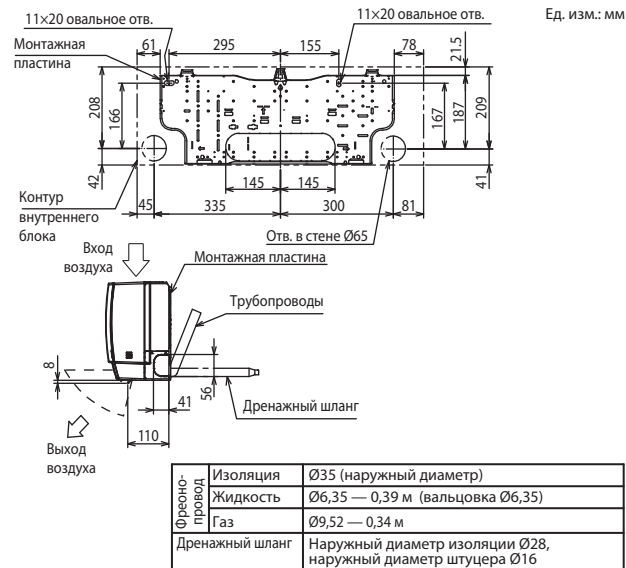 11×20 овальное отв.
11×20 овальное отв.
Ед. изм.: мм
Монтажная
пластина
61
295
155
78
21.5
208
166
167
187
209
42
41
145
145
Контур
внутреннего
блока
45
335
300
81
Отв. в стене Ø65
Вход
воздуха
Монтажная пластина
Трубопроводы
8
56
41
Дренажный шланг
110
Выход
воздуха
Фреоно-
провод
Изоляция
Ø35 (наружный диаметр)
Жидкость
Ø6,35 — 0,39 м (вальцовка Ø6,35)
Газ
Ø9,52 — 0,34 м
Дренажный шланг
Наружный диаметр изоляции Ø28,
наружный диаметр штуцера Ø16